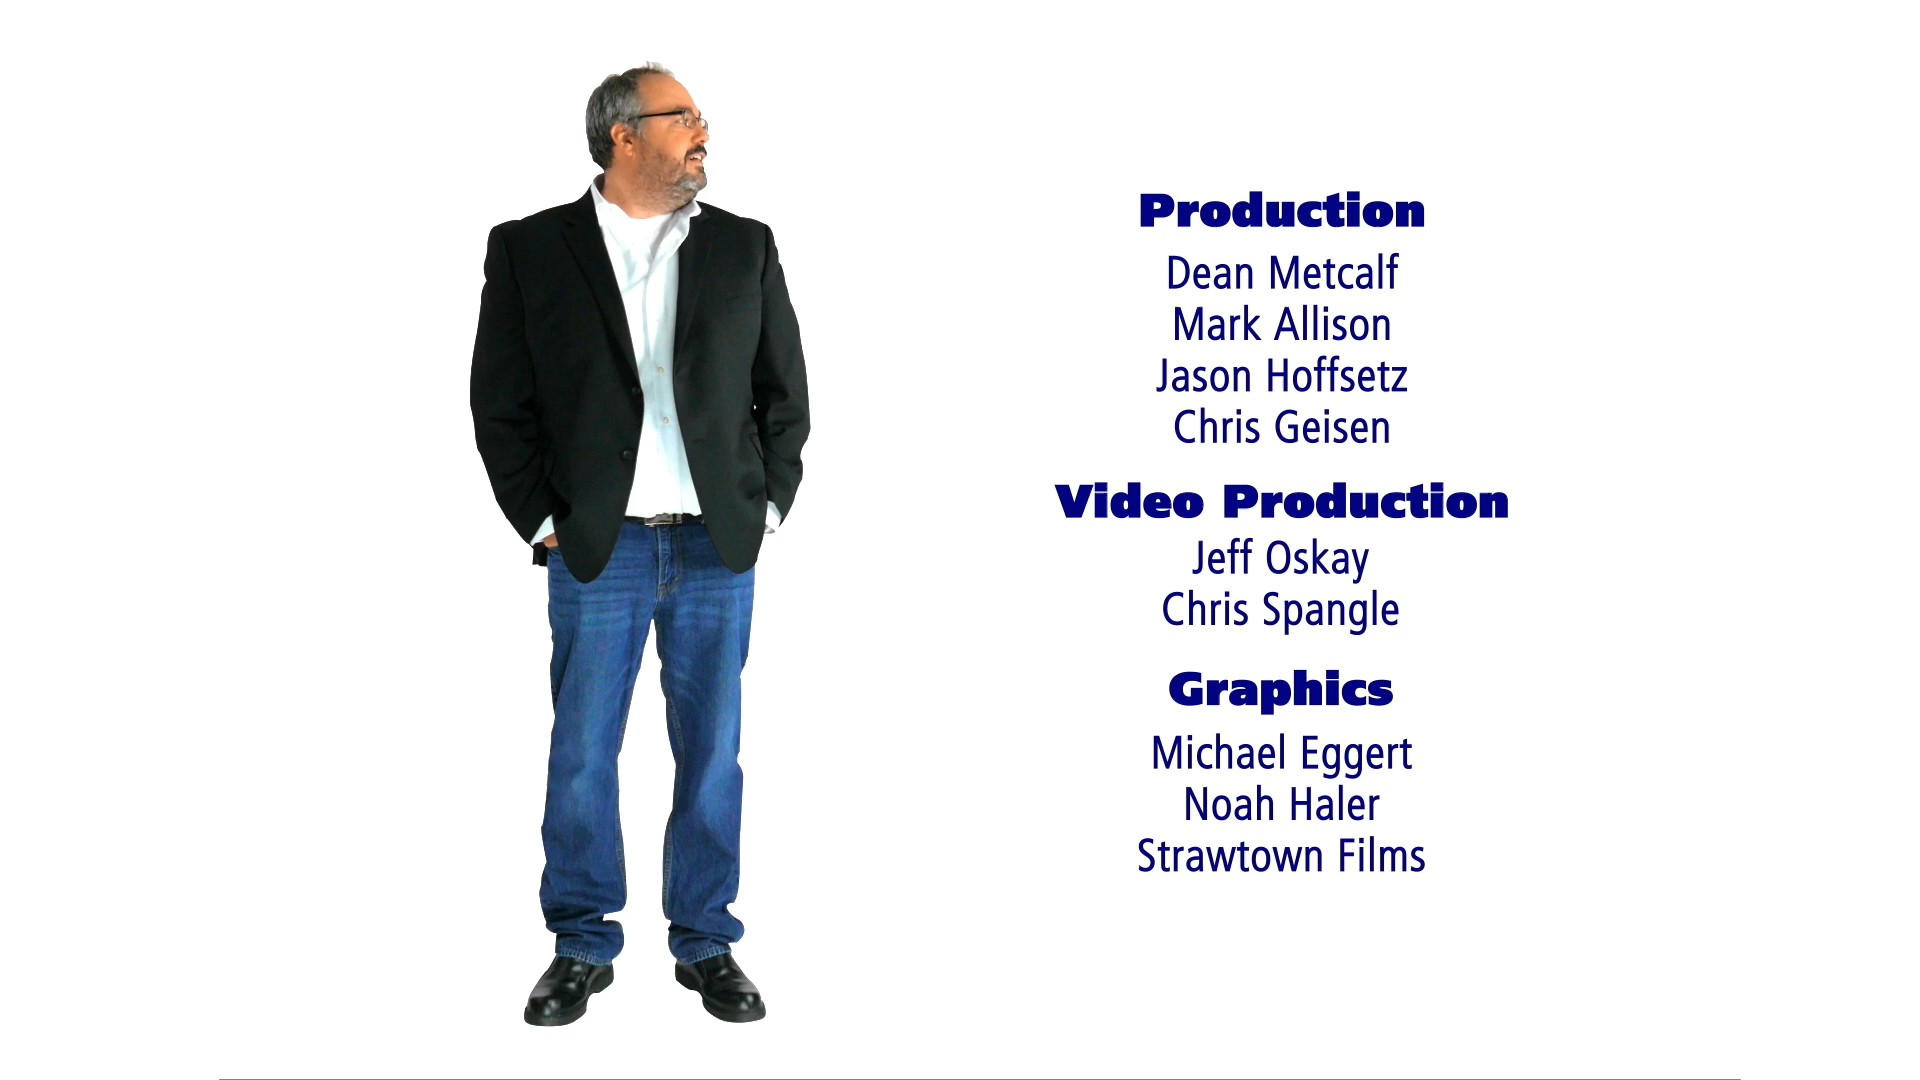 Production
Dean Metcalf
Mark Allison
Jason Hoffsetz
Chris Geisen
Video Production
Jeff Oskay
Chris Spangle
Graphics
Michael Eggert
Noah Haler
Strawtown Films